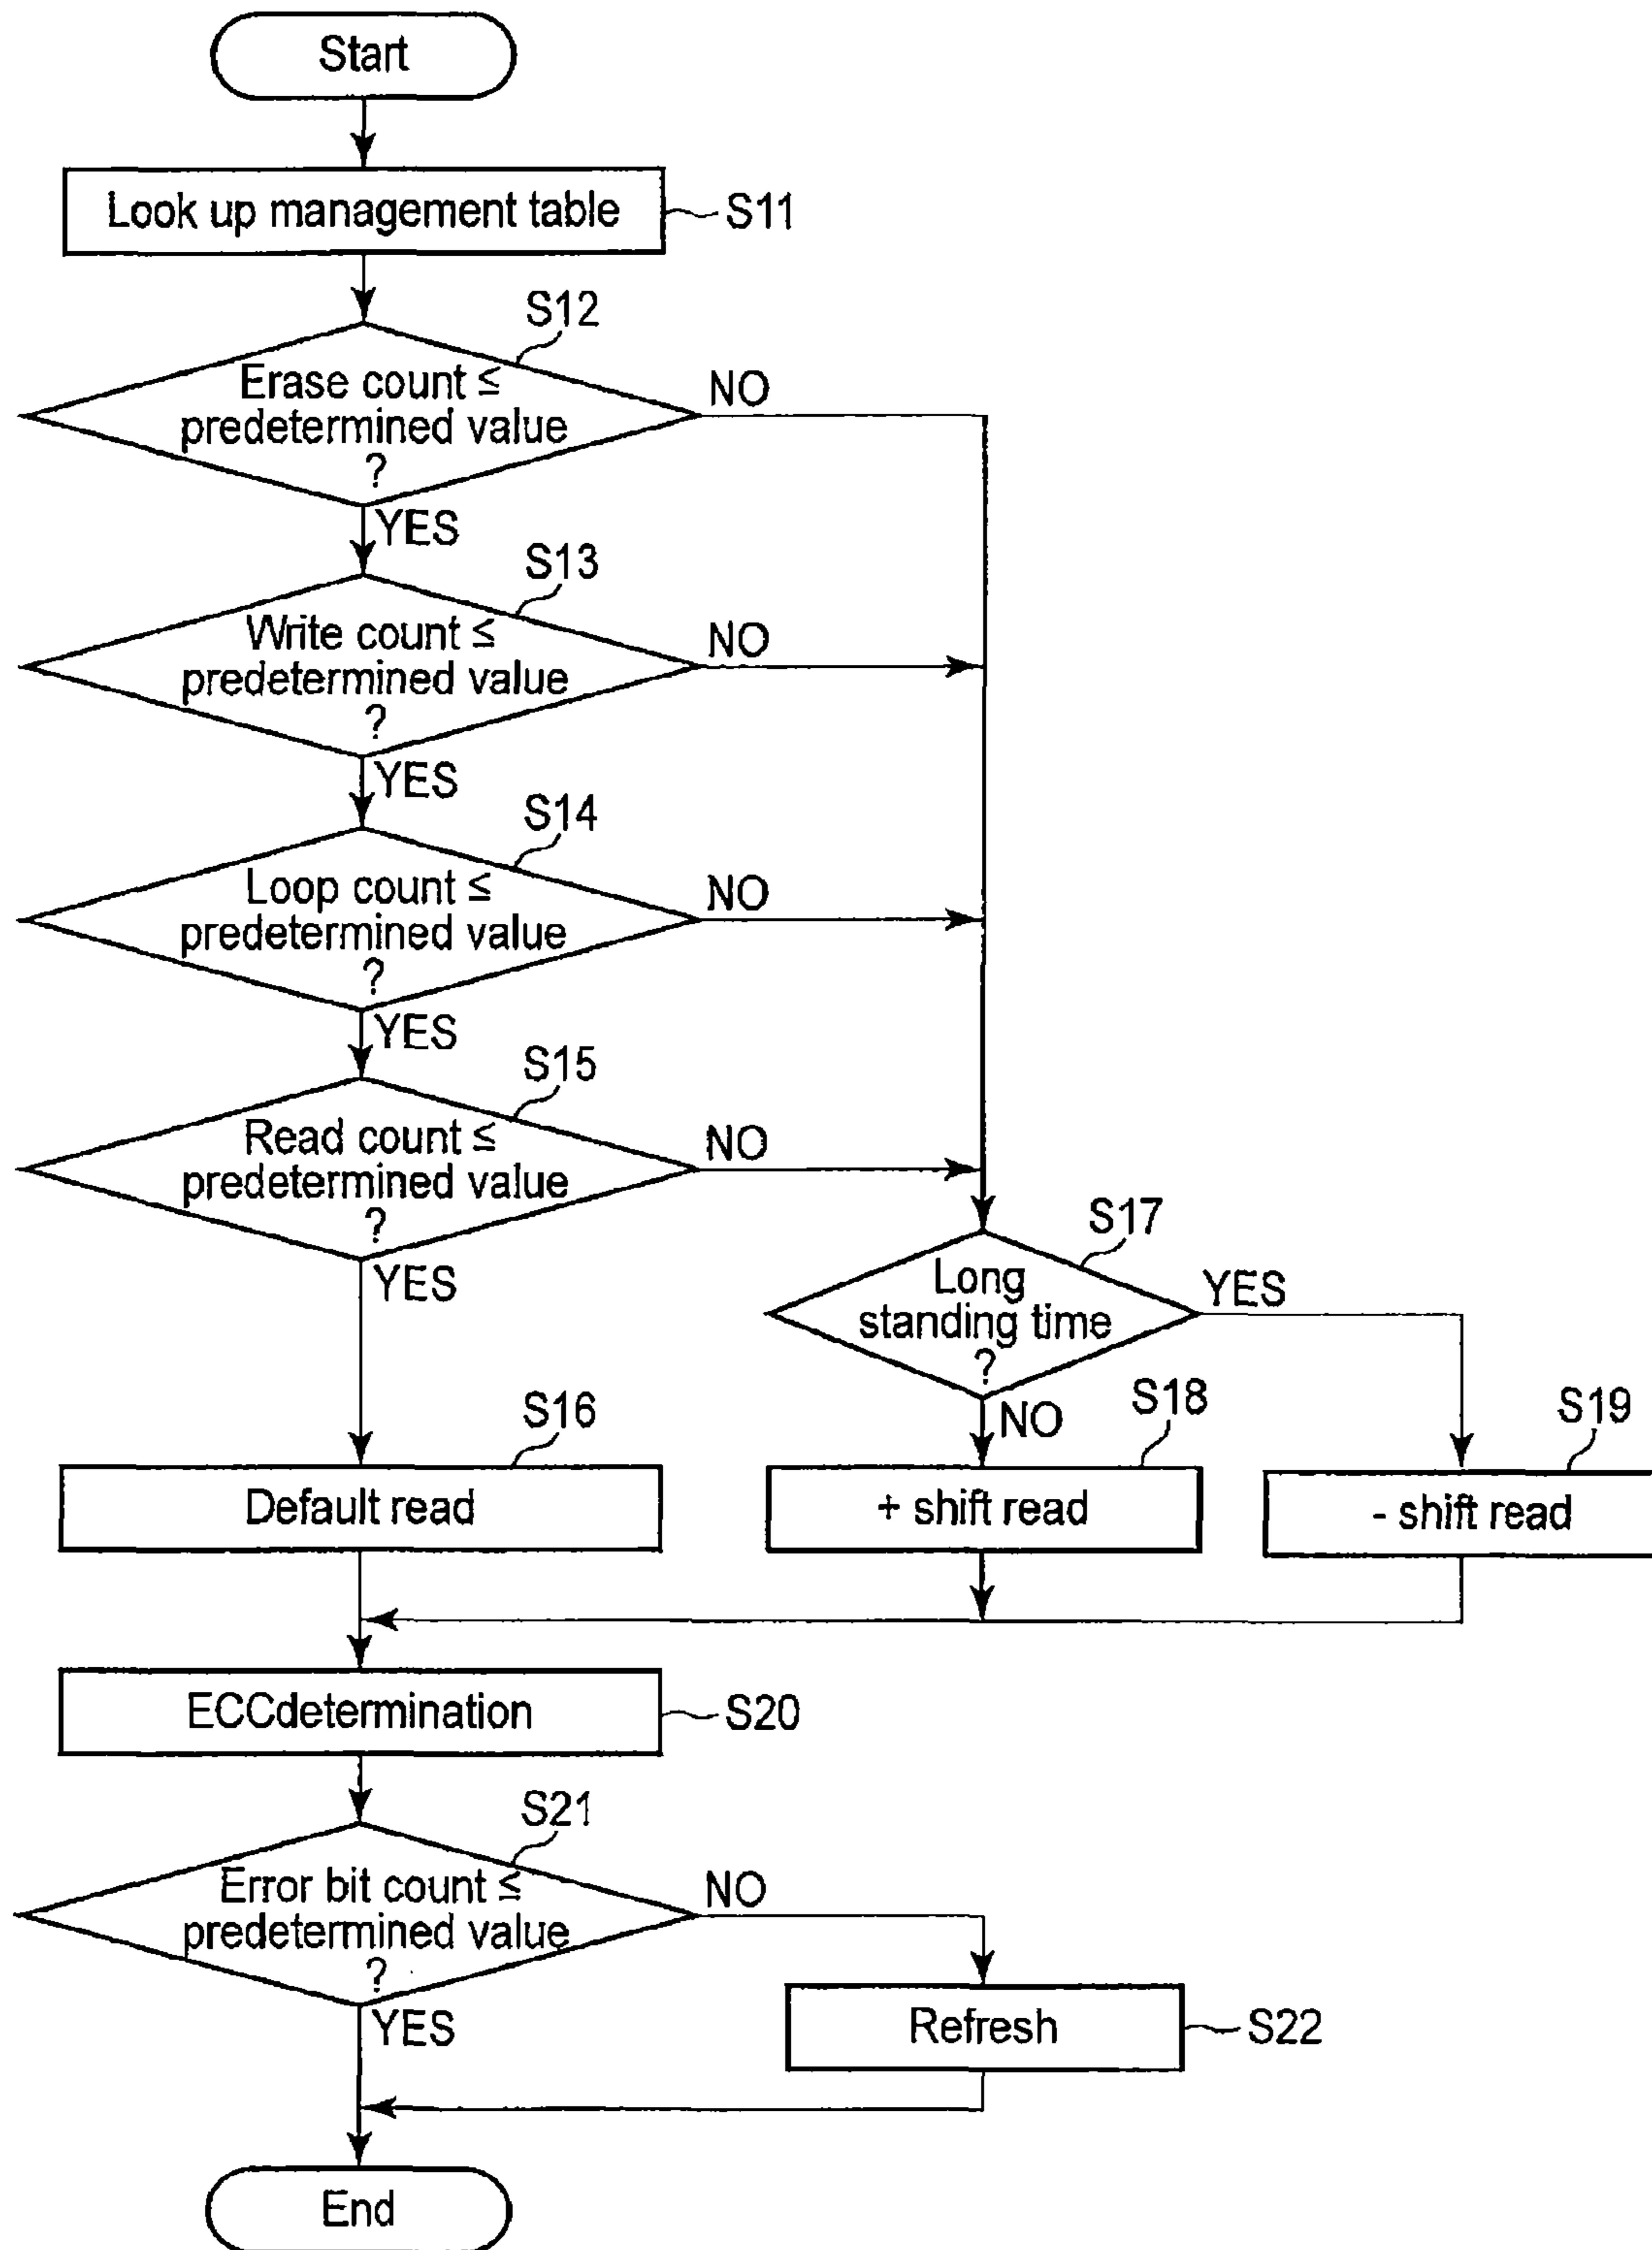 Start
Look up management table
S11
S12
Erase count ≤
predetermined value
?
NO
YES
S13
Write count ≤
predetermined value
?
NO
YES
S14
Loop count ≤
predetermined value
?
NO
YES
S15
Read count ≤
predetermined value
?
NO
YES
S17
Long
standing time
?
YES
NO
S16
Default read
S18
+ shift read
S19
- shift read
ECCdetermination
S20
S21
Error bit count ≤
predetermined value
?
NO
YES
Refresh
S22
End